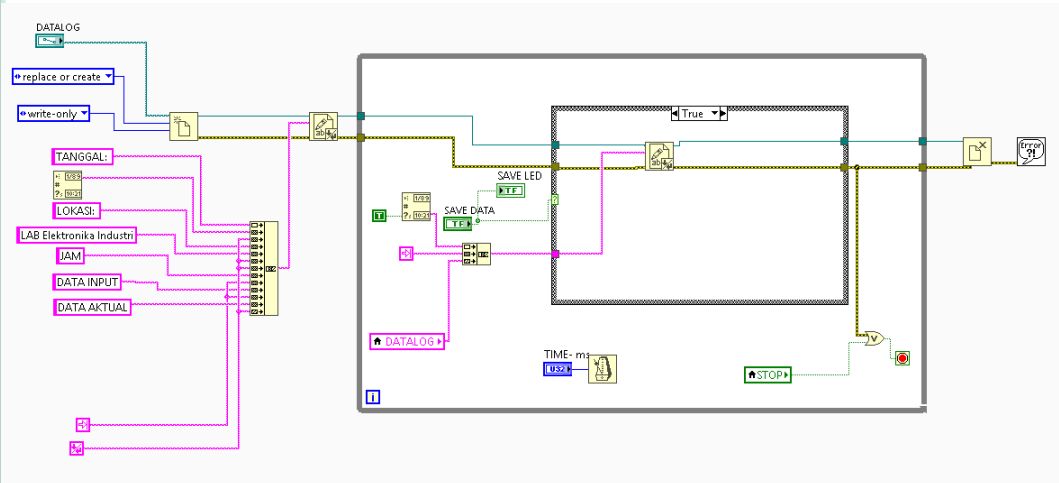 DATALOG
replace or create
write-only
TANGGAL:
LOKASI:
LAB Elektronika Industri
JAM
DATA INPUT
DATA AKTUAL
True
SAVE LED
TF
SAVE DATA
TF
T
DATALOG
TIME- ms
U32
STOP
i
Error
?!